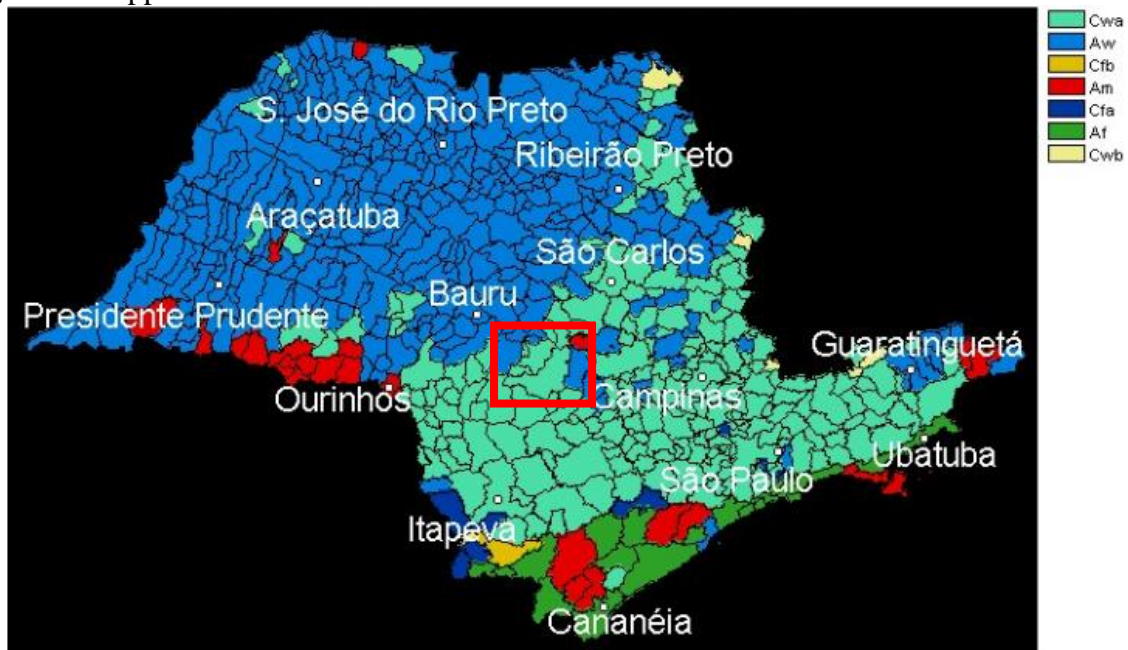 S. José do Rio Preto
Ribeirão Preto
Araçatuba
São Carlos
Bauru
Presidente Prudente
Guaratinguetá
Ourinhos
Campinas
Ubatuba
São Paulo
Itapeva
Cananéia
Cwa
Aw
Cfb
Am
Cfa
Af
Cwb